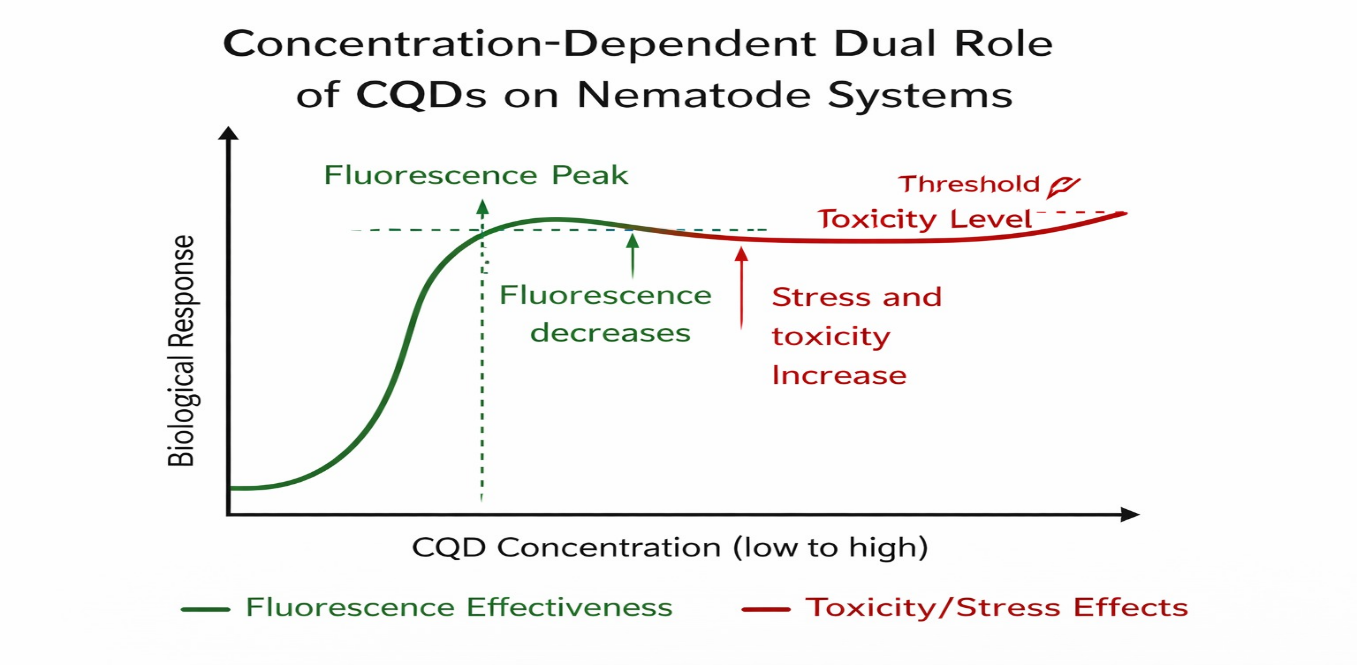 Concentration-Dependent Dual Role
of CQDs on Nematode Systems
Fluorescence Peak
Threshold
Toxicity Level
Fluorescence
decreases
Stress and
toxicity
Increase
Biological Response
CQD Concentration (low to high)
Fluorescence Effectiveness
Toxicity/Stress Effects